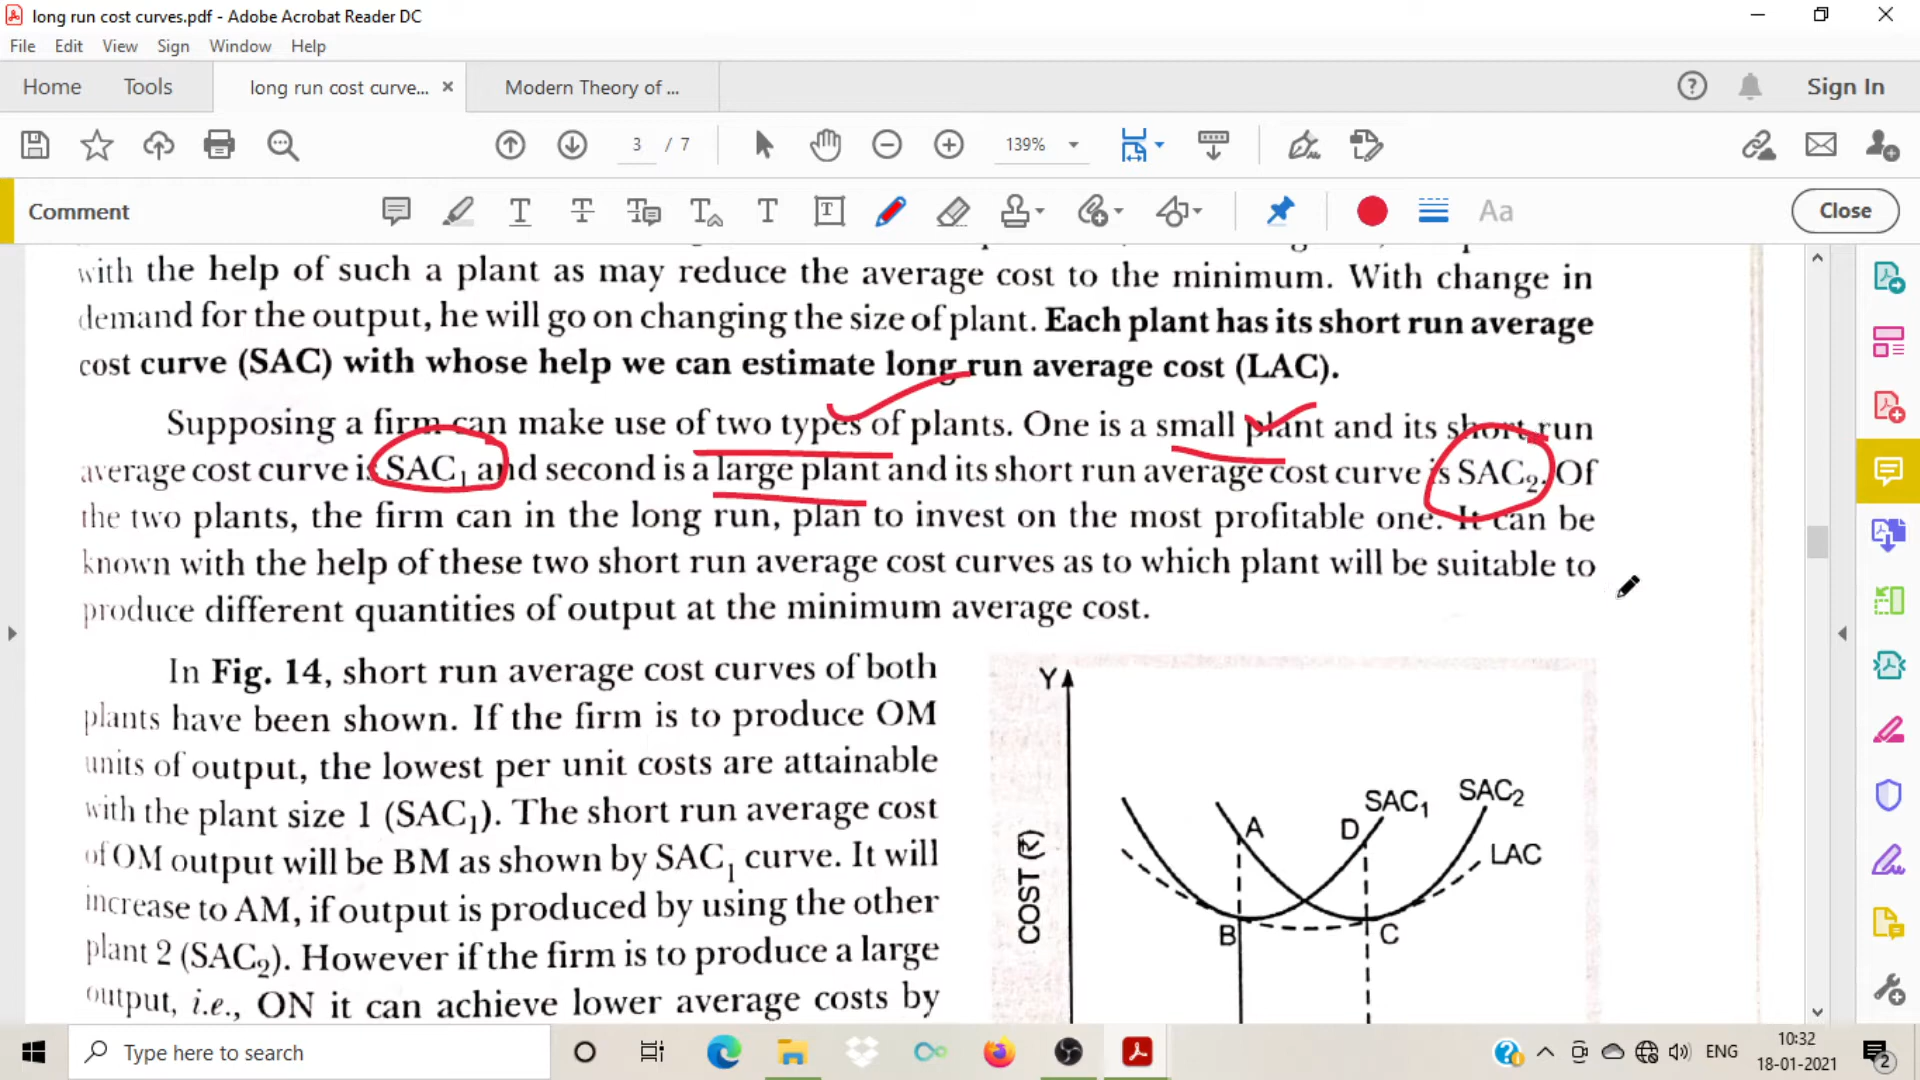 long run cost curves.pdf - Adobe Acrobat Reader DC
File Edit View Sign Window Help
Home Tools long run cost curve... × Modern Theory of ... Sign In
3 / 7 139%
Comment Aa Close
with the help of such a plant as may reduce the average cost to the minimum. With change in
demand for the output, he will go on changing the size of plant. Each plant has its short run average
cost curve (SAC) with whose help we can estimate long run average cost (LAC).
Supposing a firm can make use of two types of plants. One is a small plant and its short run
average cost curve is SAC1 and second is a large plant and its short run average cost curve is SAC2. Of
the two plants, the firm can in the long run, plan to invest on the most profitable one. It can be
known with the help of these two short run average cost curves as to which plant will be suitable to
produce different quantities of output at the minimum average cost.
In Fig. 14, short run average cost curves of both
plants have been shown. If the firm is to produce OM
units of output, the lowest per unit costs are attainable
with the plant size 1 (SAC1). The short run average cost
of OM output will be BM as shown by SAC1 curve. It will
increase to AM, if output is produced by using the other
plant 2 (SAC2). However if the firm is to produce a large
output, i.e., ON it can achieve lower average costs by
Y
COST (₹)
A
D
SAC1
SAC2
LAC
B
C
Type here to search
ENG
10:32
18-01-2021
2